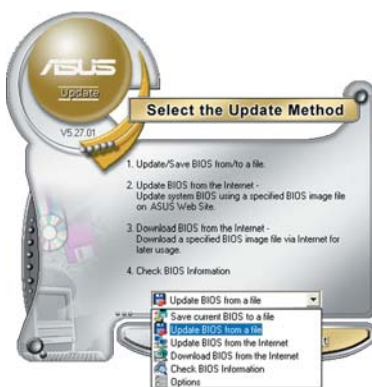 ASUS
Update
V5.27.01
Select the Update Method
1. Update/Save BIOS from/to a file.
2. Update BIOS from the Internet -
Update system BIOS using a specified BIOS image file
on ASUS Web Site.
3. Download BIOS from the Internet -
Download a specified BIOS image file via Internet for
later usage.
4. Check BIOS Information
Update BIOS from a file
Save current BIOS to a file
Update BIOS from a file
Update BIOS from the Internet
Download BIOS from the Internet
Check BIOS Information
Options